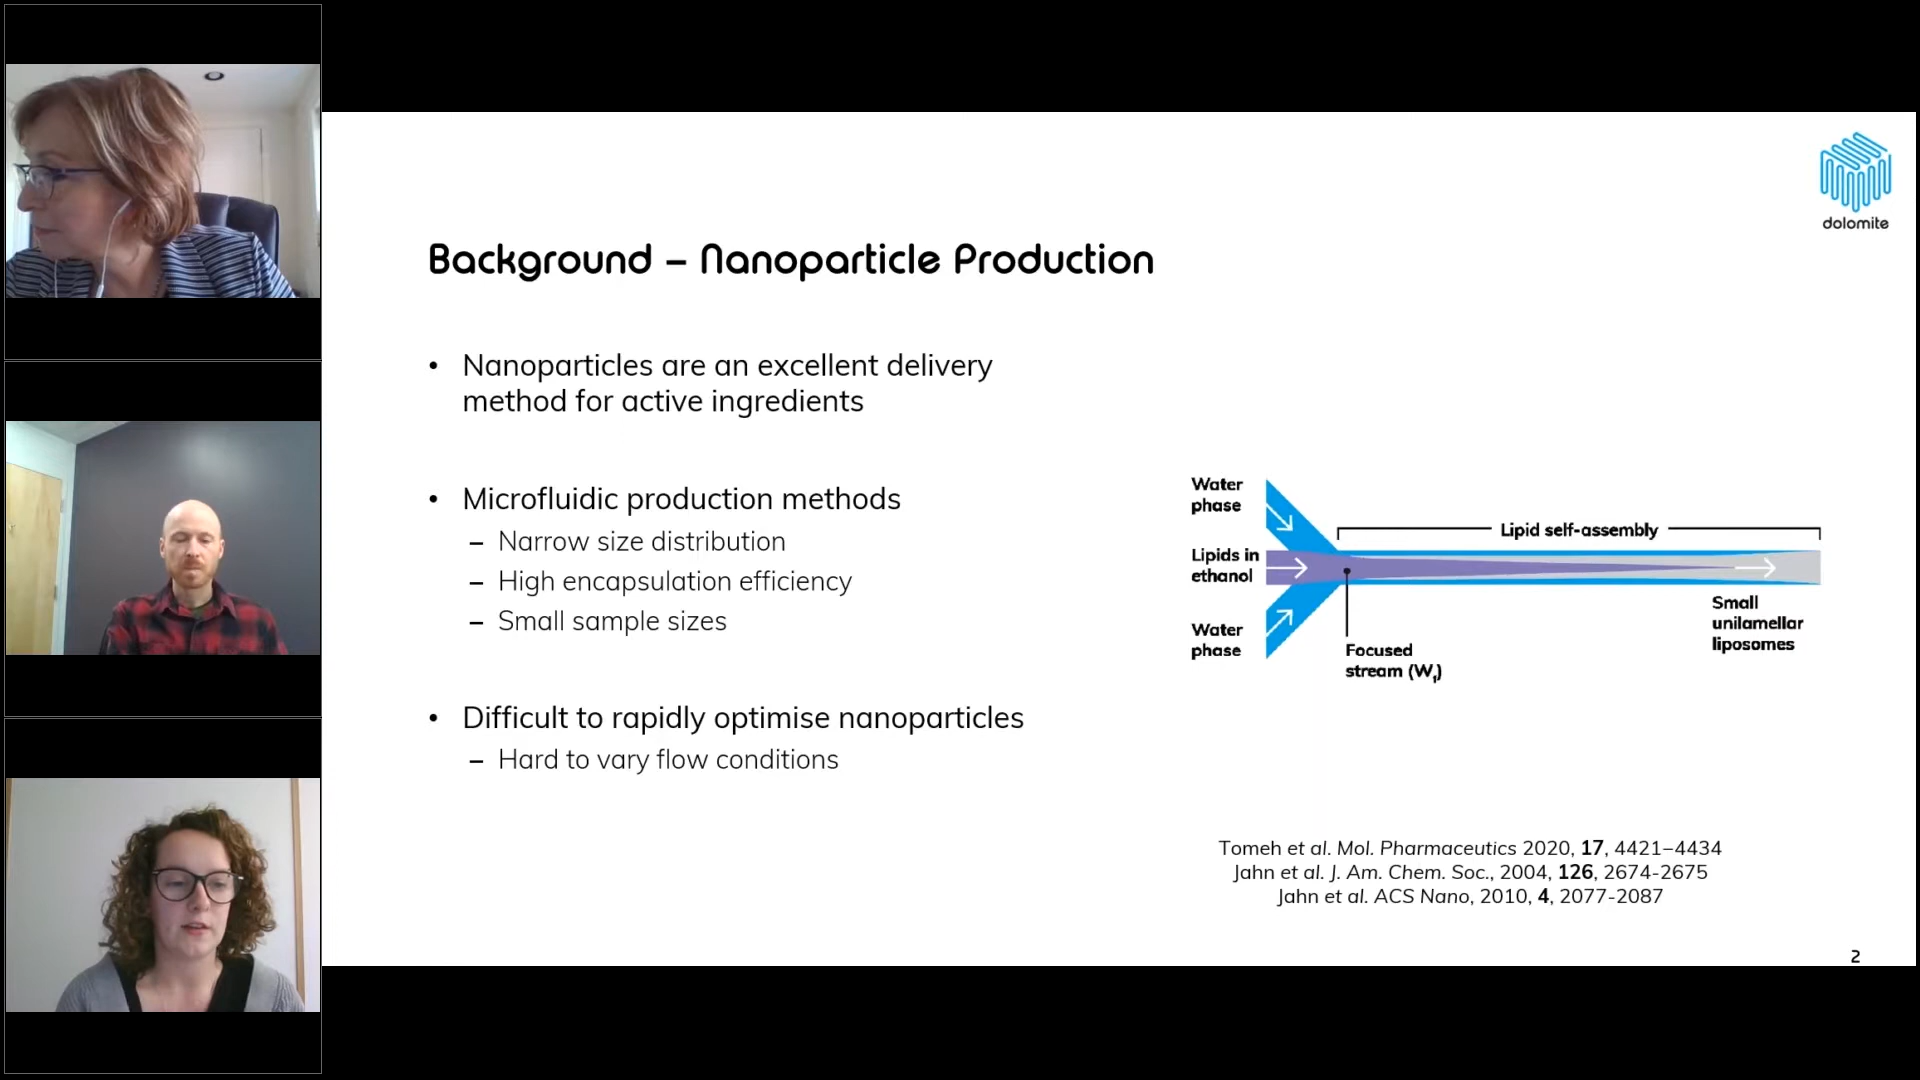 dolomite
Background – Nanoparticle Production
• Nanoparticles are an excellent delivery
method for active ingredients
• Microfluidic production methods
– Narrow size distribution
– High encapsulation efficiency
– Small sample sizes
• Difficult to rapidly optimise nanoparticles
– Hard to vary flow conditions
Water
phase
Lipid self-assembly
Lipids in
ethanol
Small
unilamellar
liposomes
Water
phase
Focused
stream (Wf)
Tomeh et al. Mol. Pharmaceutics 2020, 17, 4421–4434
Jahn et al. J. Am. Chem. Soc., 2004, 126, 2674-2675
Jahn et al. ACS Nano, 2010, 4, 2077-2087
2